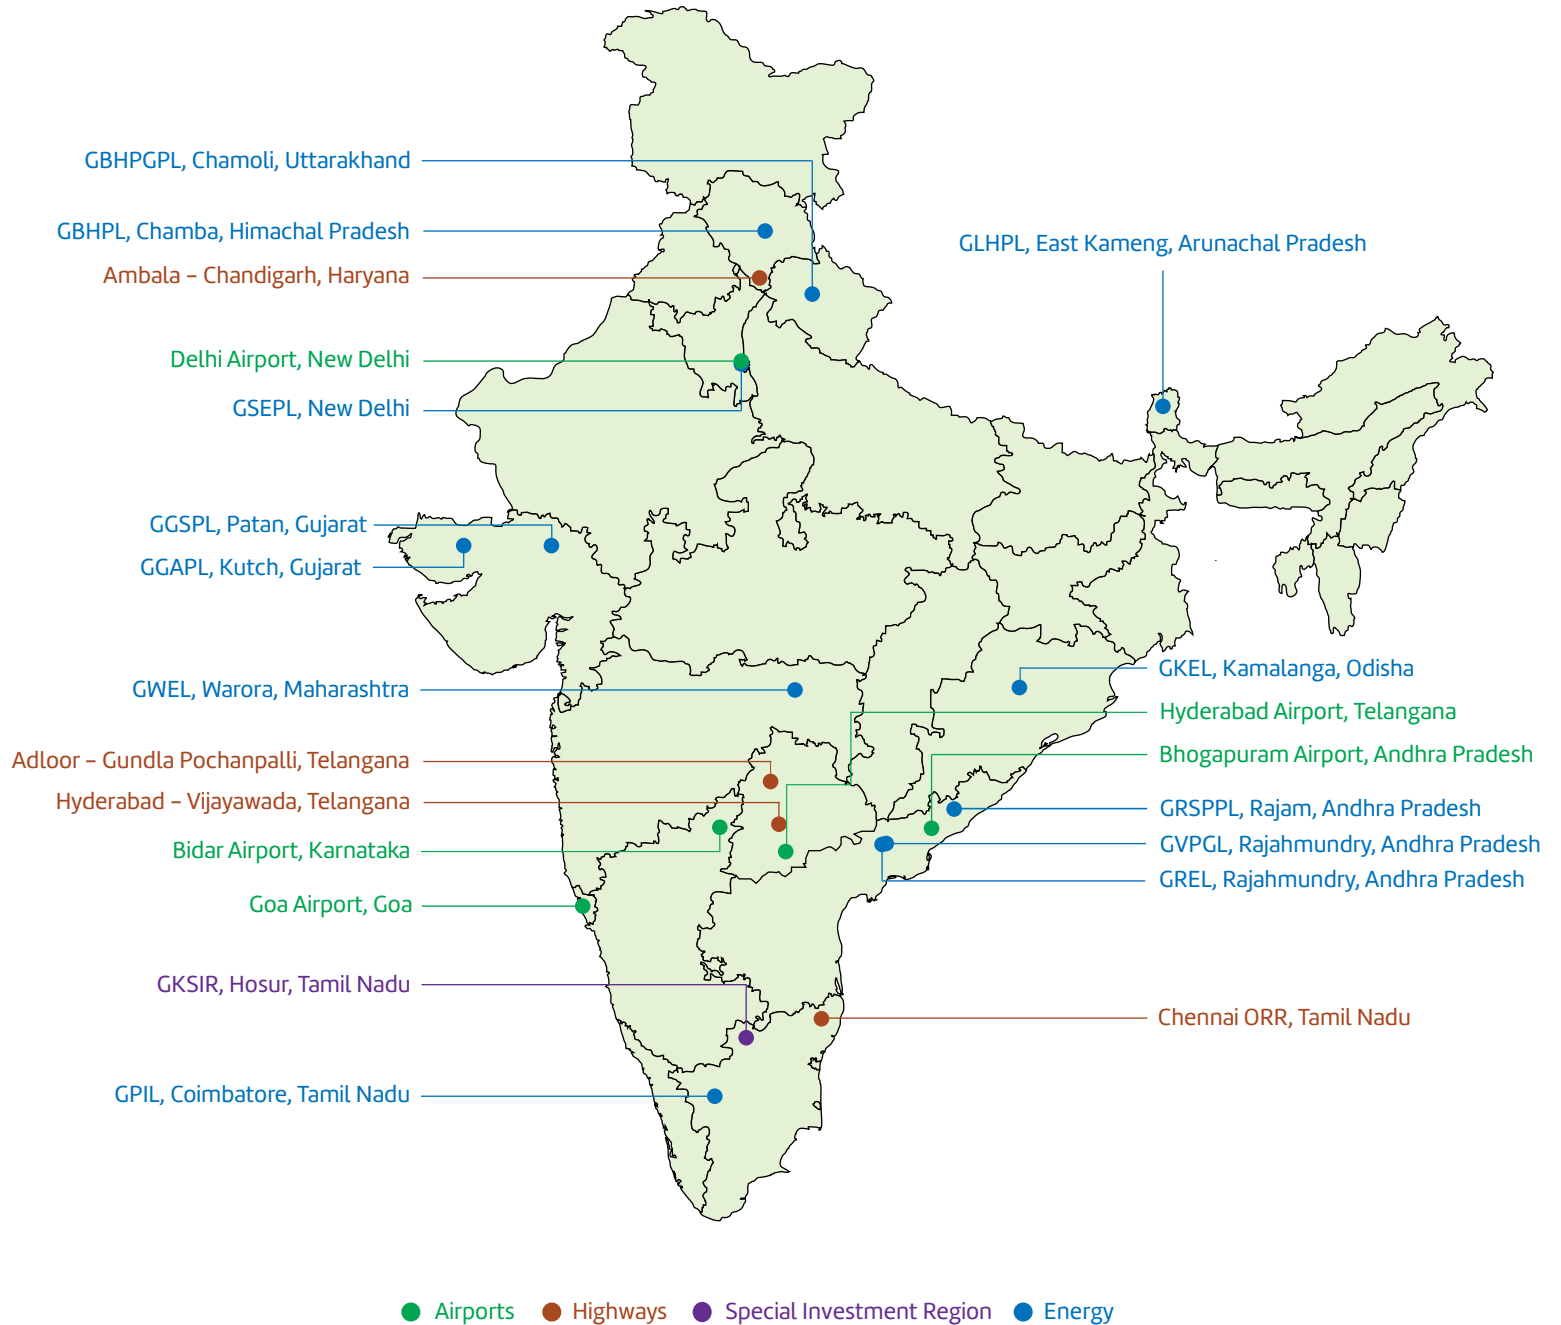 GBHPGPL, Chamoli, Uttarakhand
GBHPL, Chamba, Himachal Pradesh
GLHPL, East Kameng, Arunachal Pradesh
Ambala – Chandigarh, Haryana
Delhi Airport, New Delhi
GSEPL, New Delhi
GGSPL, Patan, Gujarat
GGAPL, Kutch, Gujarat
GWEL, Warora, Maharashtra
GKEL, Kamalanga, Odisha
Hyderabad Airport, Telangana
Adloor – Gundla Pochanpalli, Telangana
Bhogapuram Airport, Andhra Pradesh
Hyderabad – Vijayawada, Telangana
GRSPPL, Rajam, Andhra Pradesh
Bidar Airport, Karnataka
GVPGL, Rajahmundry, Andhra Pradesh
GREL, Rajahmundry, Andhra Pradesh
Goa Airport, Goa
GKSIR, Hosur, Tamil Nadu
Chennai ORR, Tamil Nadu
GPIL, Coimbatore, Tamil Nadu
Airports Highways Special Investment Region Energy